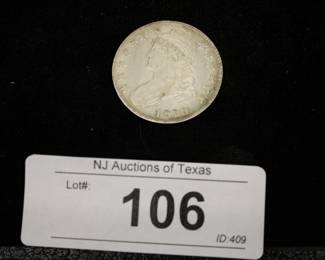 NJ Auctions of Texas
Lot#:
106
ID:409